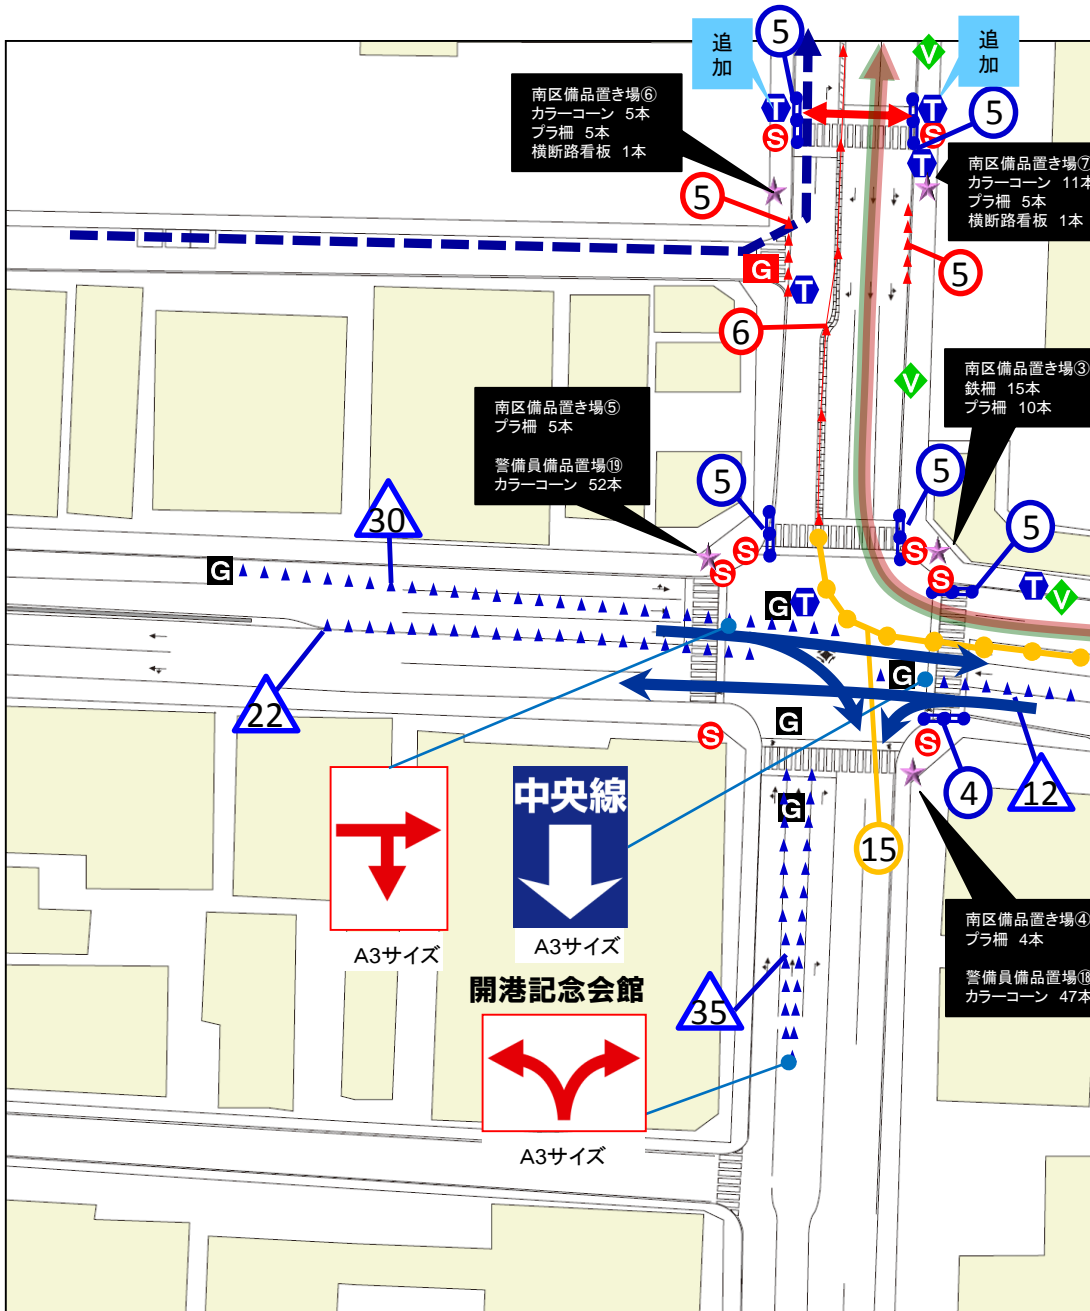 5
追
加
追
加
V
T
T
5
南区備品置き場⑥
カラーコーン 5本
プラ柵 5本
横断路看板 1本
S
S
T
南区備品置き場⑦
カラーコーン 11本
プラ柵 5本
横断路看板 1本
5
G
T
5
6
V
南区備品置き場③
鉄柵 15本
プラ柵 10本
南区備品置き場⑤
プラ柵 5本
警備員備品置場⑲
カラーコーン 52本
5
5
30
5
G
S
S
S
S
T
V
G
T
G
22
G
S
S
4
12
G
中央線
15
A3サイズ
A3サイズ
南区備品置き場④
プラ柵 4本
警備員備品置場⑱
カラーコーン 47本
開港記念会館
35
A3サイズ